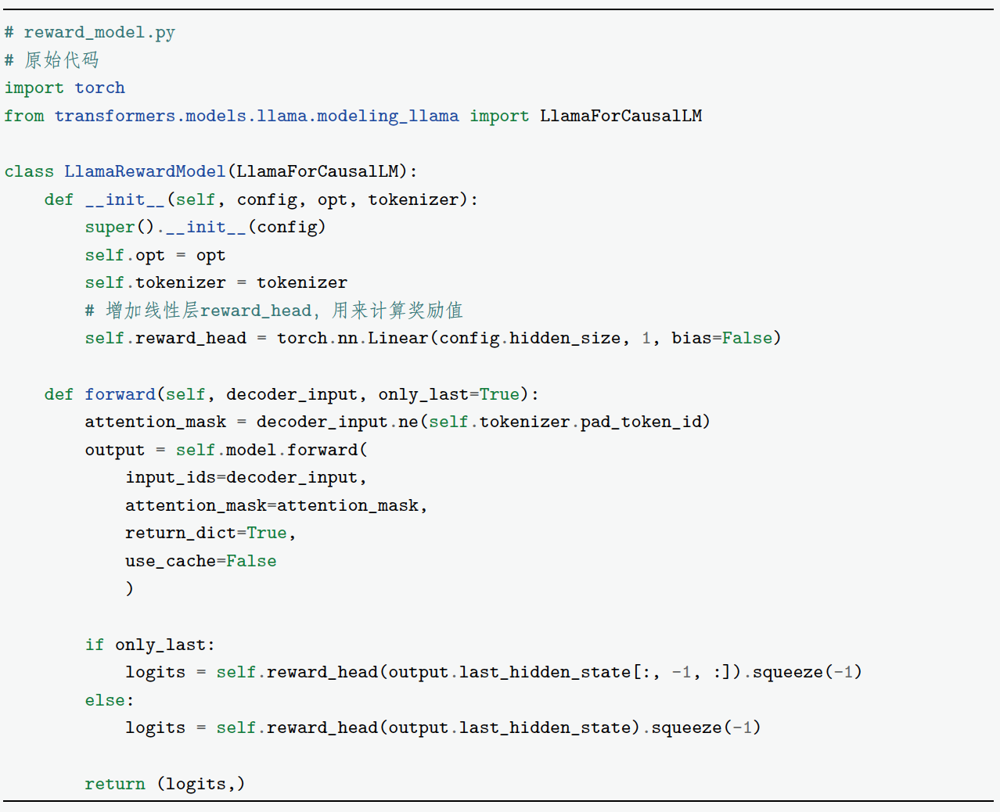 # reward_model.py
# 原始代码
import torch
from transformers.models.llama.modeling_llama import LlamaForCausalLM
class LlamaRewardModel(LlamaForCausalLM):
    def __init__(self, config, opt, tokenizer):
        super().__init__(config)
        self.opt = opt
        self.tokenizer = tokenizer
        # 增加线性层reward_head，用来计算奖励值
        self.reward_head = torch.nn.Linear(config.hidden_size, 1, bias=False)
    def forward(self, decoder_input, only_last=True):
        attention_mask = decoder_input.ne(self.tokenizer.pad_token_id)
        output = self.model.forward(
            input_ids=decoder_input,
            attention_mask=attention_mask,
            return_dict=True,
            use_cache=False
            )
        if only_last:
            logits = self.reward_head(output.last_hidden_state[:, -1, :]).squeeze(-1)
        else:
            logits = self.reward_head(output.last_hidden_state).squeeze(-1)
        return (logits,)